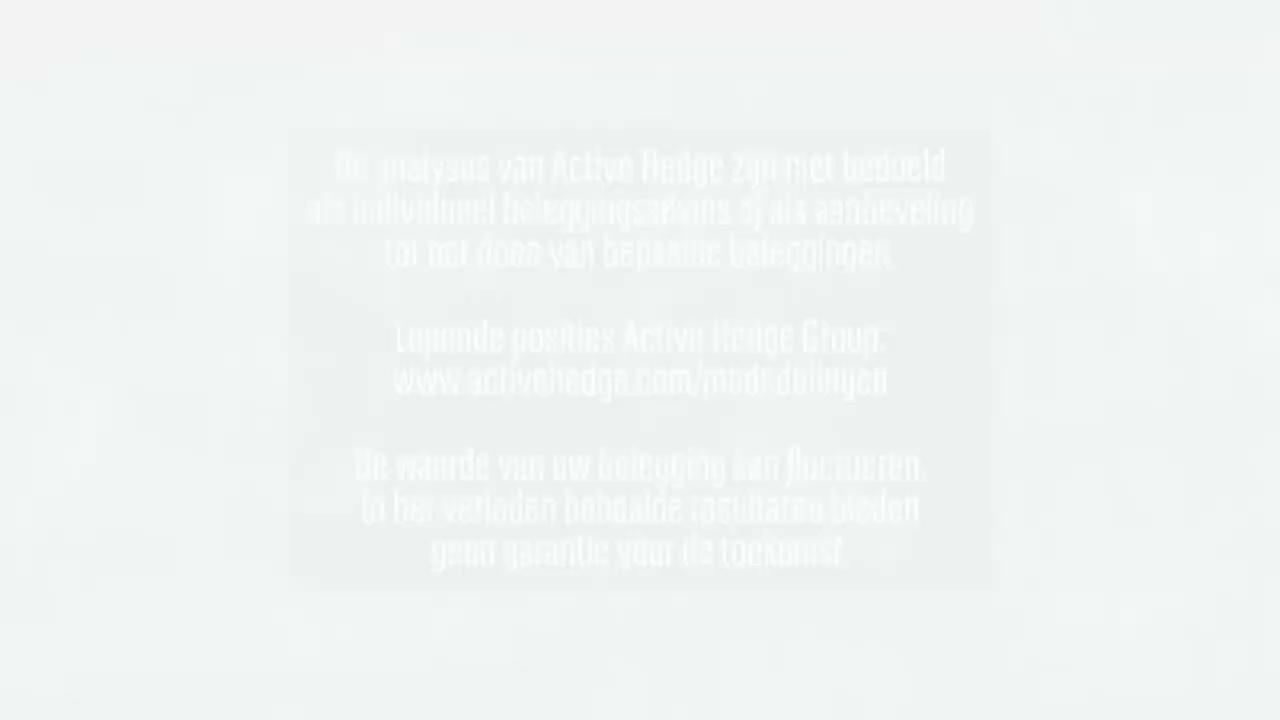 De analyses van Active Hedge zijn niet bedoeld
als individueel beleggingsadvies of als aanbeveling
tot het doen van bepaalde beleggingen.
Lopende posities Active Hedge Group:
www.activehedge.com/mededelingen
De waarde van uw belegging kan fluctueren.
In het verleden behaalde resultaten bieden
geen garantie voor de toekomst.